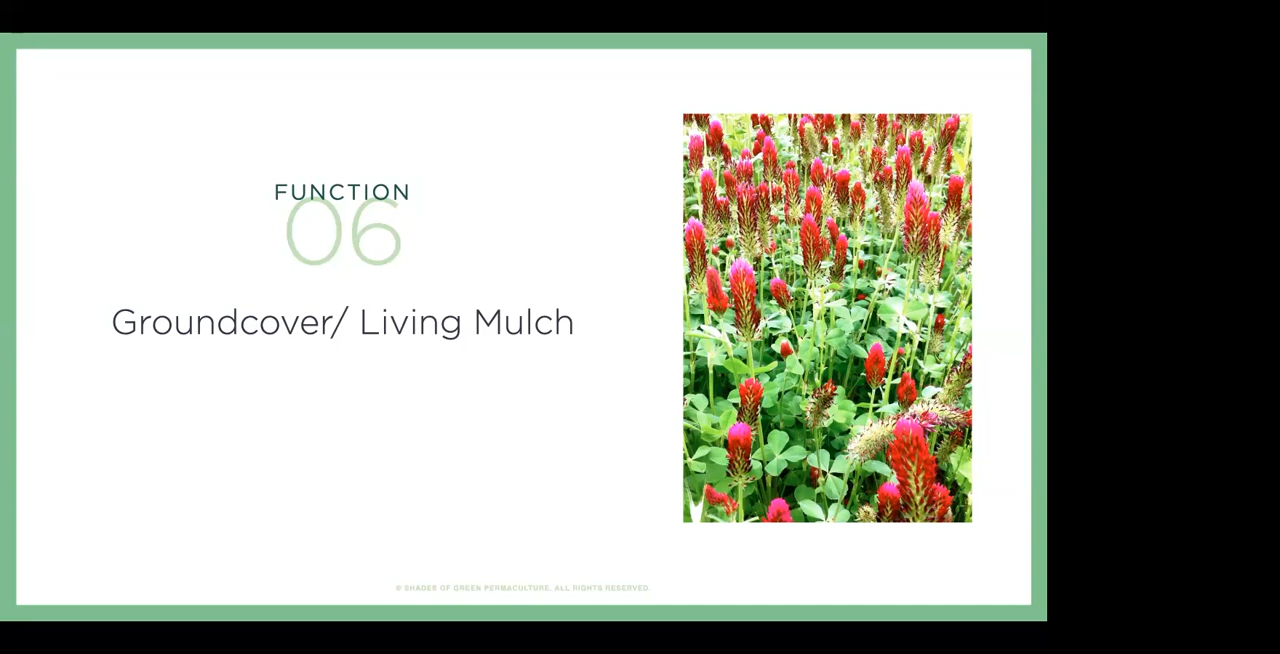 FUNCTION
06
Groundcover/ Living Mulch
© SHADES OF GREEN PERMACULTURE. ALL RIGHTS RESERVED.